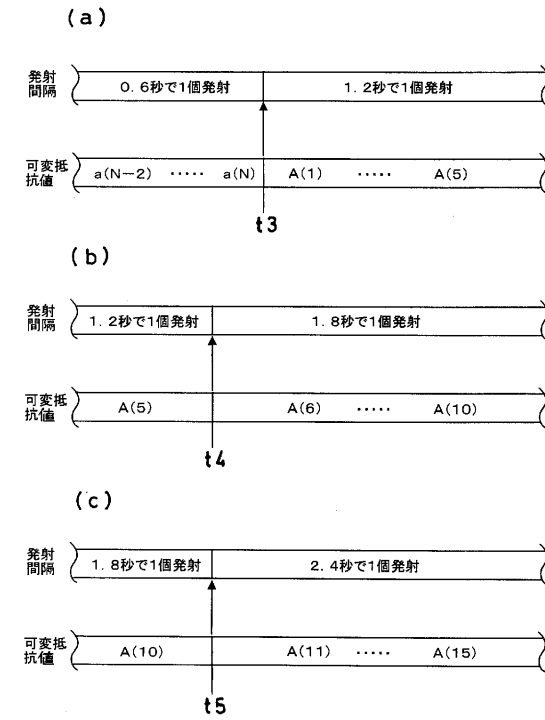 (a)
発射間隔
0.6秒で1個発射 1.2秒で1個発射
可変抵抗値
a(N−2) ‥‥‥ a(N) A(1) ‥‥‥ A(5)
t3
(b)
発射間隔
1.2秒で1個発射 1.8秒で1個発射
可変抵抗値
A(5) A(6) ‥‥‥ A(10)
t4
(c)
発射間隔
1.8秒で1個発射 2.4秒で1個発射
可変抵抗値
A(10) A(11) ‥‥‥ A(15)
t5